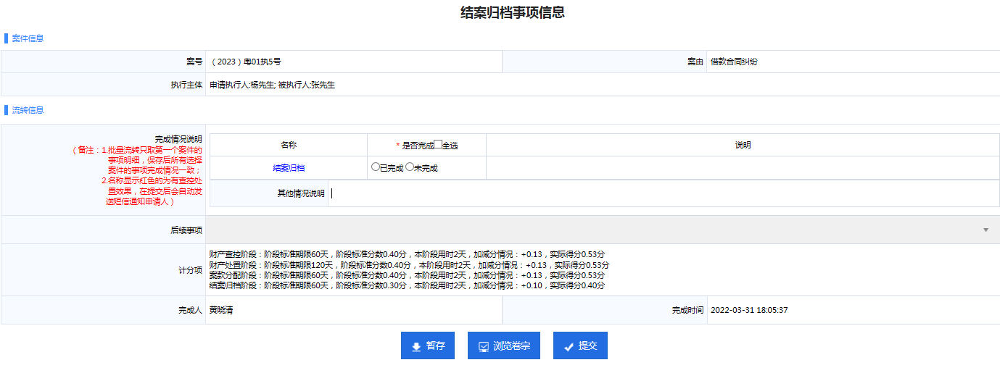 结案归档事项信息
案件信息
案号
（2023）粤01执5号
案由
借款合同纠纷
执行主体
申请执行人:杨先生; 被执行人:张先生
流转信息
完成情况说明
（备注：1.批量流转只取第一个案件的
事项明细，保存后所有选择
案件的事项完成情况一致；
2.名称显示红色的为有查控处
置效果，在提交后会自动发
送短信通知申请人）
名称
* 是否完成 全选
说明
结案归档
已完成 未完成
其他情况说明
后续事项
计分项
财产查控阶段：阶段标准期限60天，阶段标准分数0.40分，本阶段用时2天，加减分情况：+0.13，实际得分0.53分
财产处置阶段：阶段标准期限120天，阶段标准分数0.40分，本阶段用时2天，加减分情况：+0.13，实际得分0.53分
案款分配阶段：阶段标准期限60天，阶段标准分数0.40分，本阶段用时2天，加减分情况：+0.13，实际得分0.53分
结案归档阶段：阶段标准期限60天，阶段标准分数0.30分，本阶段用时2天，加减分情况：+0.10，实际得分0.40分
完成人
黄晓清
完成时间
2022-03-31 18:05:37
暂存
浏览卷宗
提交